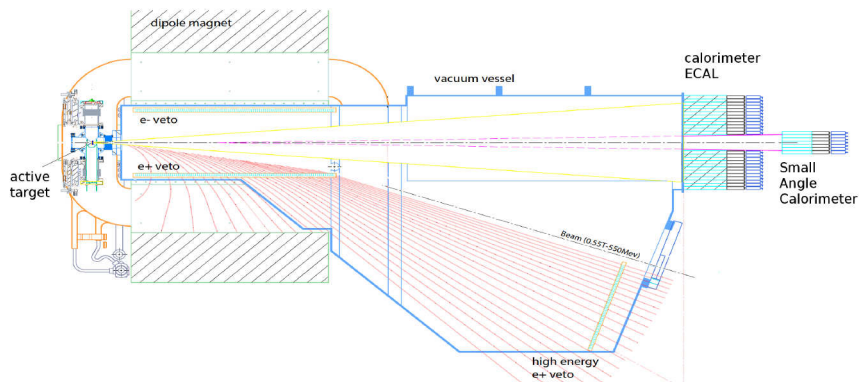 dipole magnet
calorimeter
ECAL
vacuum vessel
e- veto
e+ veto
active
target
Small
Angle
Calorimeter
Beam (0.55T-550Mev)
high energy
e+ veto